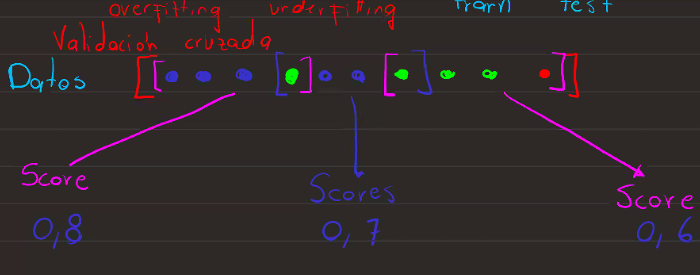 overfitting underfitting train test
Validación cruzada
Datos
Score Scores Score
0,8 0,7 0,6